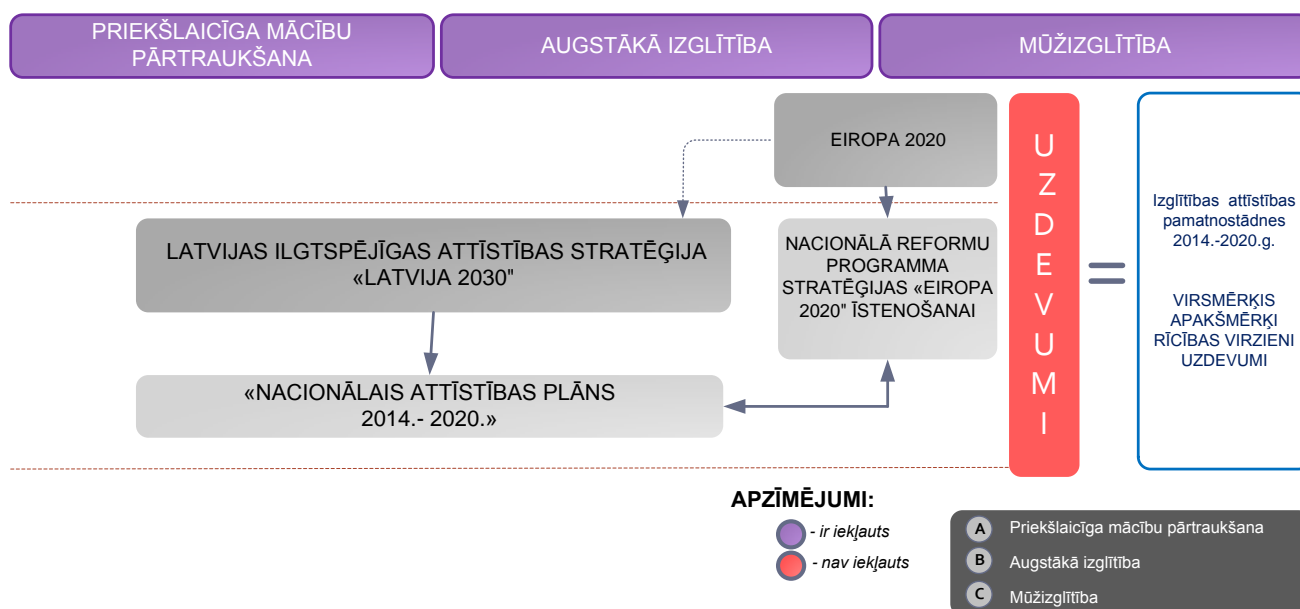 PRIEKŠLAICĪGA MĀCĪBU
PĀRTRAUKŠANA
AUGSTĀKĀ IZGLĪTĪBA
MŪŽIZGLĪTĪBA
EIROPA 2020
LATVIJAS ILGTSPĒJĪGAS ATTĪSTĪBAS STRATĒĢIJA
«LATVIJA 2030"
NACIONĀLĀ REFORMU
PROGRAMMA
STRATĒĢIJAS «EIROPA
2020" ĪSTENOŠANAI
«NACIONĀLAIS ATTĪSTĪBAS PLĀNS
2014.- 2020.»
U
Z
D
E
V
U
M
I
=
Izglītības attīstības
pamatnostādnes
2014.-2020.g.
VIRSMĒRĶIS
APAKŠMĒRĶI
RĪCĪBAS VIRZIENI
UZDEVUMI
APZĪMĒJUMI:
- ir iekļauts
- nav iekļauts
A Priekšlaicīga mācību pārtraukšana
B Augstākā izglītība
C Mūžizglītība